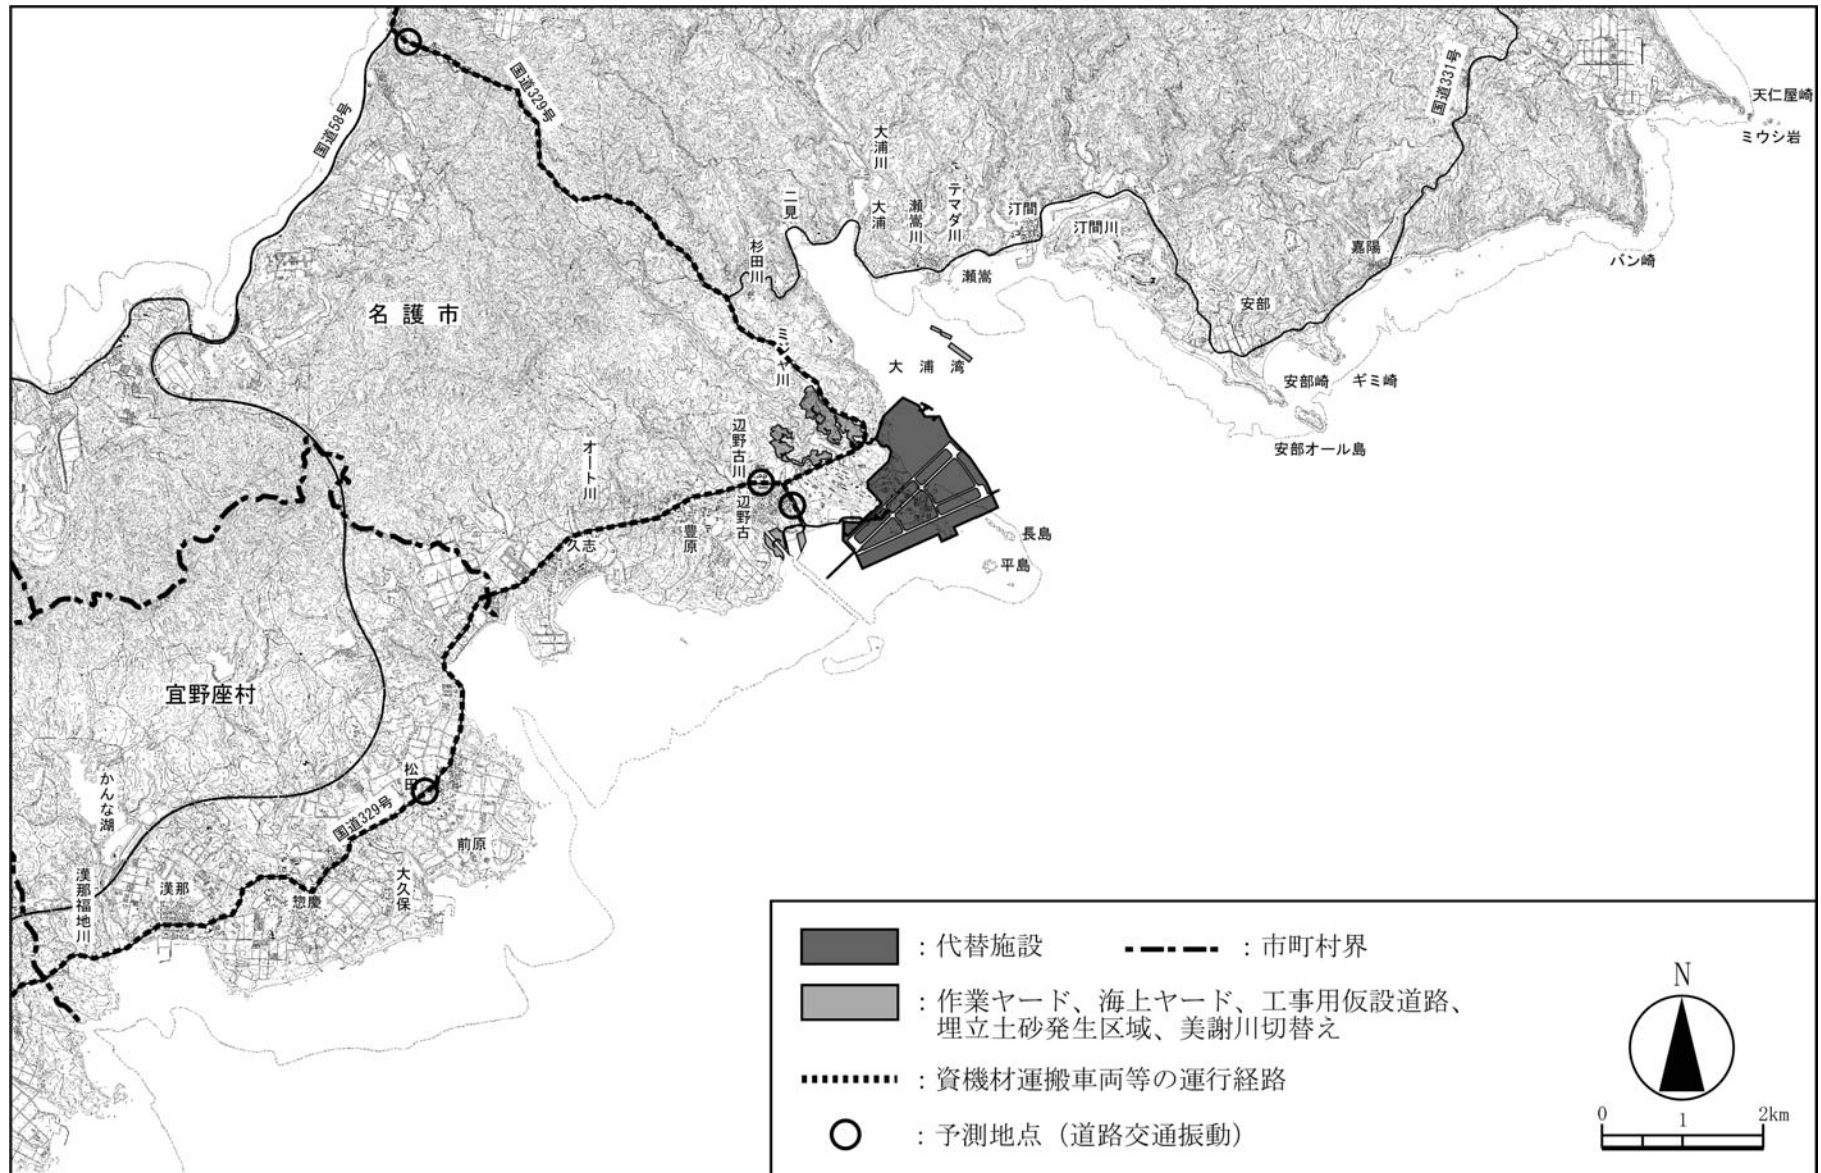 国道58号
国道329号
国道331号
天仁屋崎
ミウシ岩
バン崎
嘉陽
大浦川
大浦
二見
杉田川
瀬嵩川
テマダ川
汀間
汀間川
瀬嵩
安部
安部崎
ギミ崎
安部オール島
名護市
ミジャ川
大浦湾
辺野古川
辺野古
オート川
豊原
久志
長島
平島
宜野座村
かんな湖
松田
国道329号
前原
大久保
惣慶
漢那
漢那福地川
：代替施設
：市町村界
：作業ヤード、海上ヤード、工事用仮設道路、
埋立土砂発生区域、美謝川切替え
：資機材運搬車両等の運行経路
：予測地点（道路交通振動）
N
0 1 2km